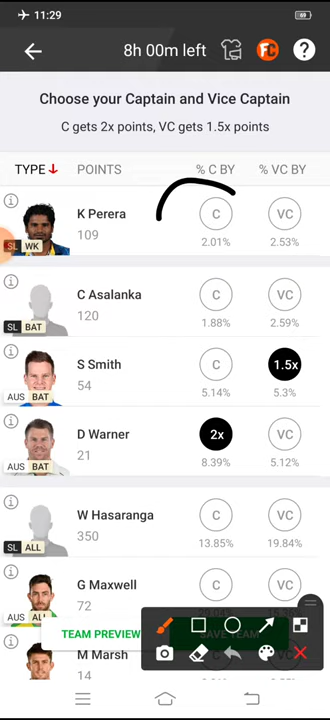 11:29
69
8h 00m left
FC
?
Choose your Captain and Vice Captain
C gets 2x points, VC gets 1.5x points
TYPE POINTS % C BY % VC BY
K Perera
109
C VC
SL WK
2.01% 2.53%
C Asalanka
120
C VC
SL BAT
1.88% 2.59%
S Smith
54
C 1.5x
AUS BAT
5.14% 5.3%
D Warner
21
2x VC
AUS BAT
8.39% 5.12%
W Hasaranga
350
C VC
SL ALL
13.85% 19.84%
G Maxwell
72
C VC
AUS ALL
TEAM PREVIEW SAVE TEAM
M Marsh
14